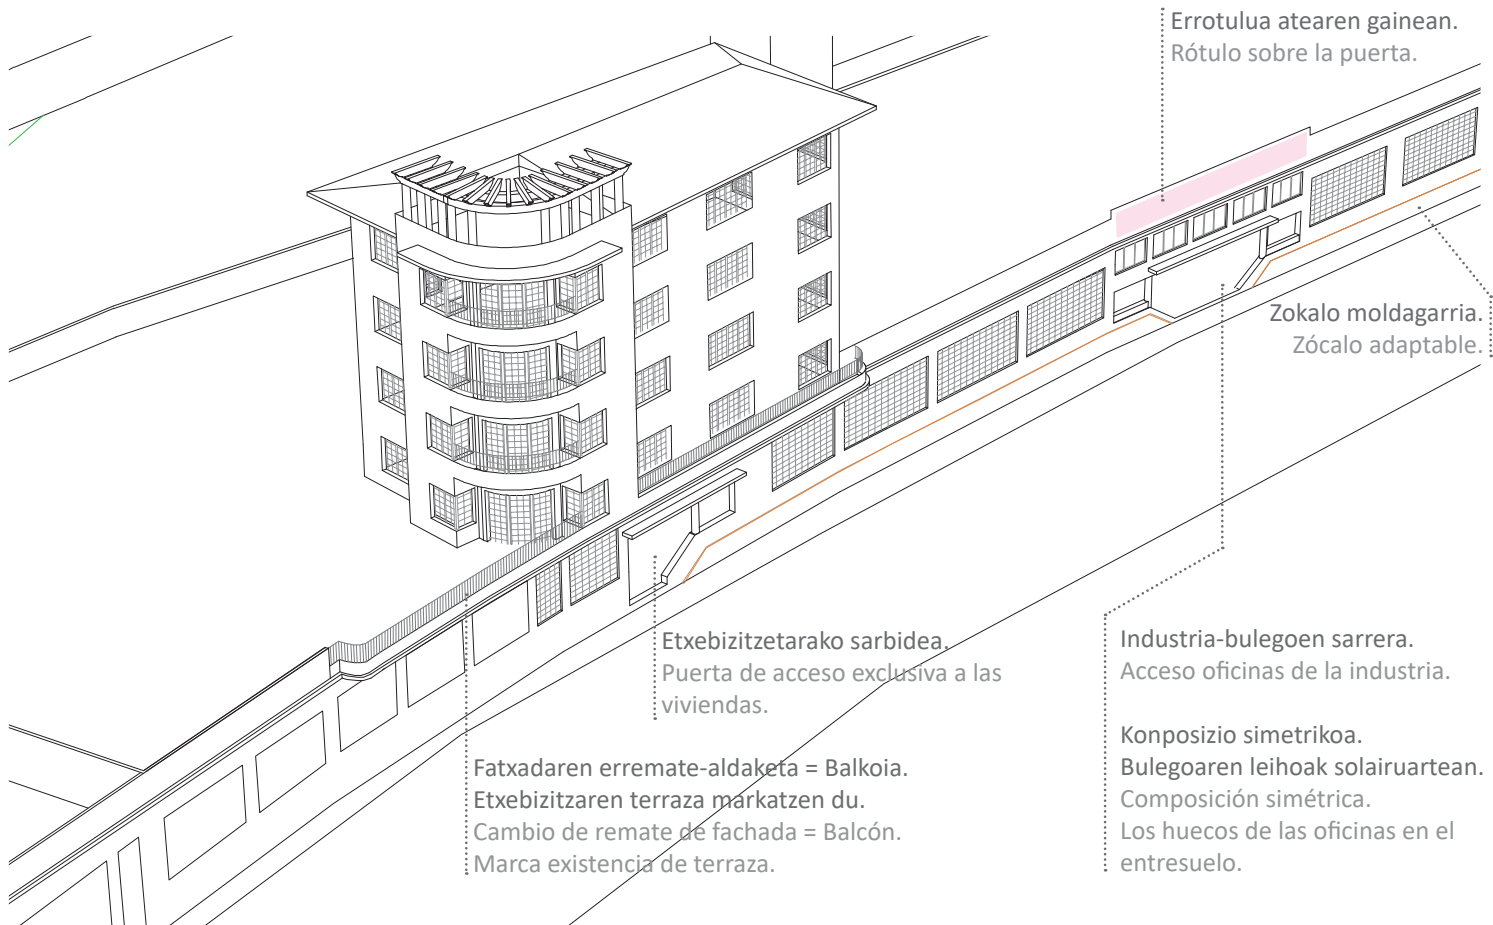 Errotulua atearen gainean.
Rótulo sobre la puerta.
Zokalo moldagarria.
Zócalo adaptable.
Etxebizitzetarako sarbidea.
Puerta de acceso exclusiva a las
viviendas.
Industria-bulegoen sarrera.
Acceso oficinas de la industria.
Konposizio simetrikoa.
Bulegoaren leihoak solairuartean.
Composición simétrica.
Los huecos de las oficinas en el
entresuelo.
Fatxadaren erremate-aldaketa = Balkoia.
Etxebizitzaren terraza markatzen du.
Cambio de remate de fachada = Balcón.
Marca existencia de terraza.